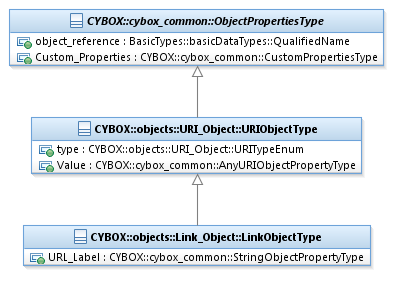 CYBOX::cybox_common::ObjectPropertiesType
object_reference : BasicTypes::basicDataTypes::QualifiedName
Custom_Properties : CYBOX::cybox_common::CustomPropertiesType
CYBOX::objects::URI_Object::URIObjectType
type : CYBOX::objects::URI_Object::URITypeEnum
Value : CYBOX::cybox_common::AnyURIObjectPropertyType
CYBOX::objects::Link_Object::LinkObjectType
URL_Label : CYBOX::cybox_common::StringObjectPropertyType